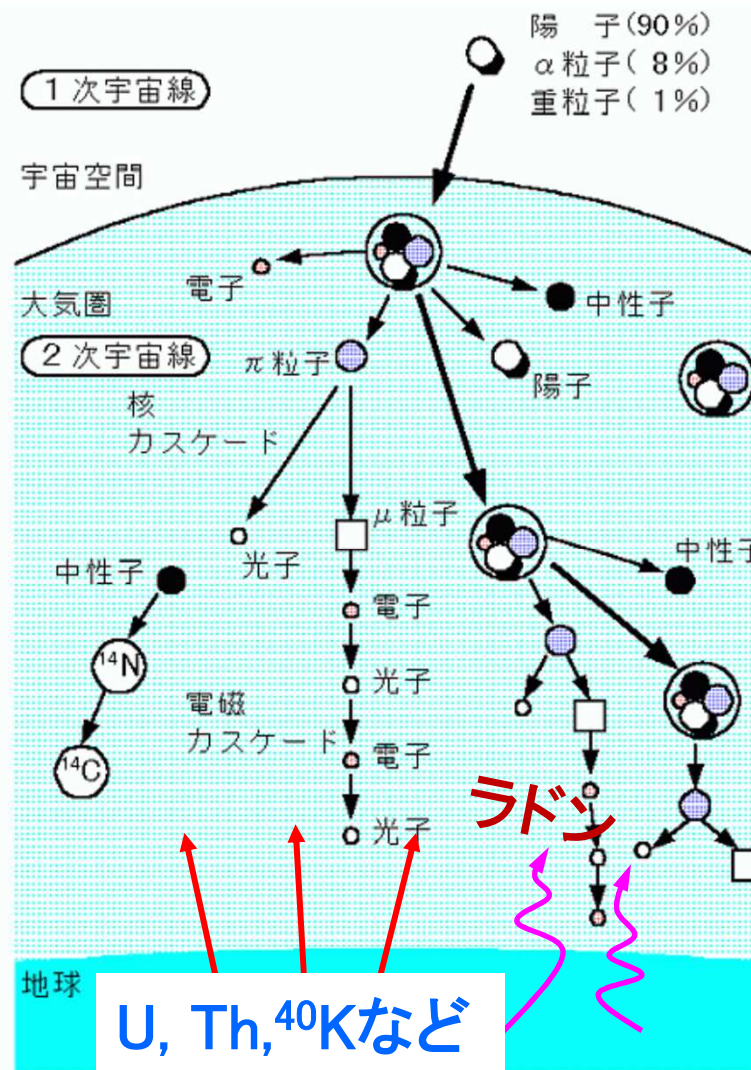 陽　子(90%)
α粒子( 8%)
重粒子( 1%)
1次宇宙線
宇宙空間
電子
中性子
大気圏
2次宇宙線
π粒子
陽子
核
カスケード
μ粒子
光子
中性子
中性子
電子
¹⁴N
光子
電磁
カスケード
電子
¹⁴C
ラドン
光子
地球
U, Th,⁴⁰Kなど